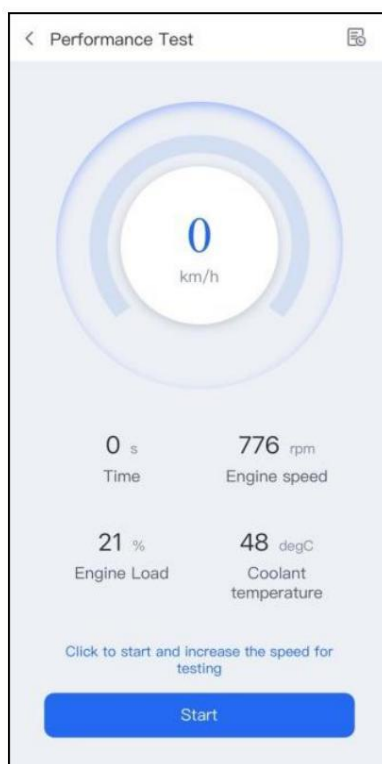 Performance Test
0
km/h
0 s
776 rpm
Time
Engine speed
21 %
48 degC
Engine Load
Coolant
temperature
Click to start and increase the speed for
testing
Start